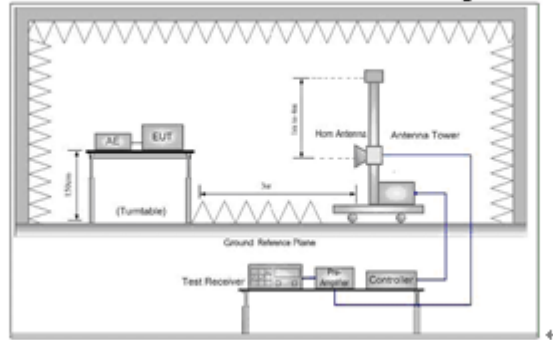 1m to 4m
Horn Antenna
Antenna Tower
AE
EUT
150cm
3m
(Turntable)
Ground Reference Plane
Test Receiver
Pre-
Amplifier
Controller